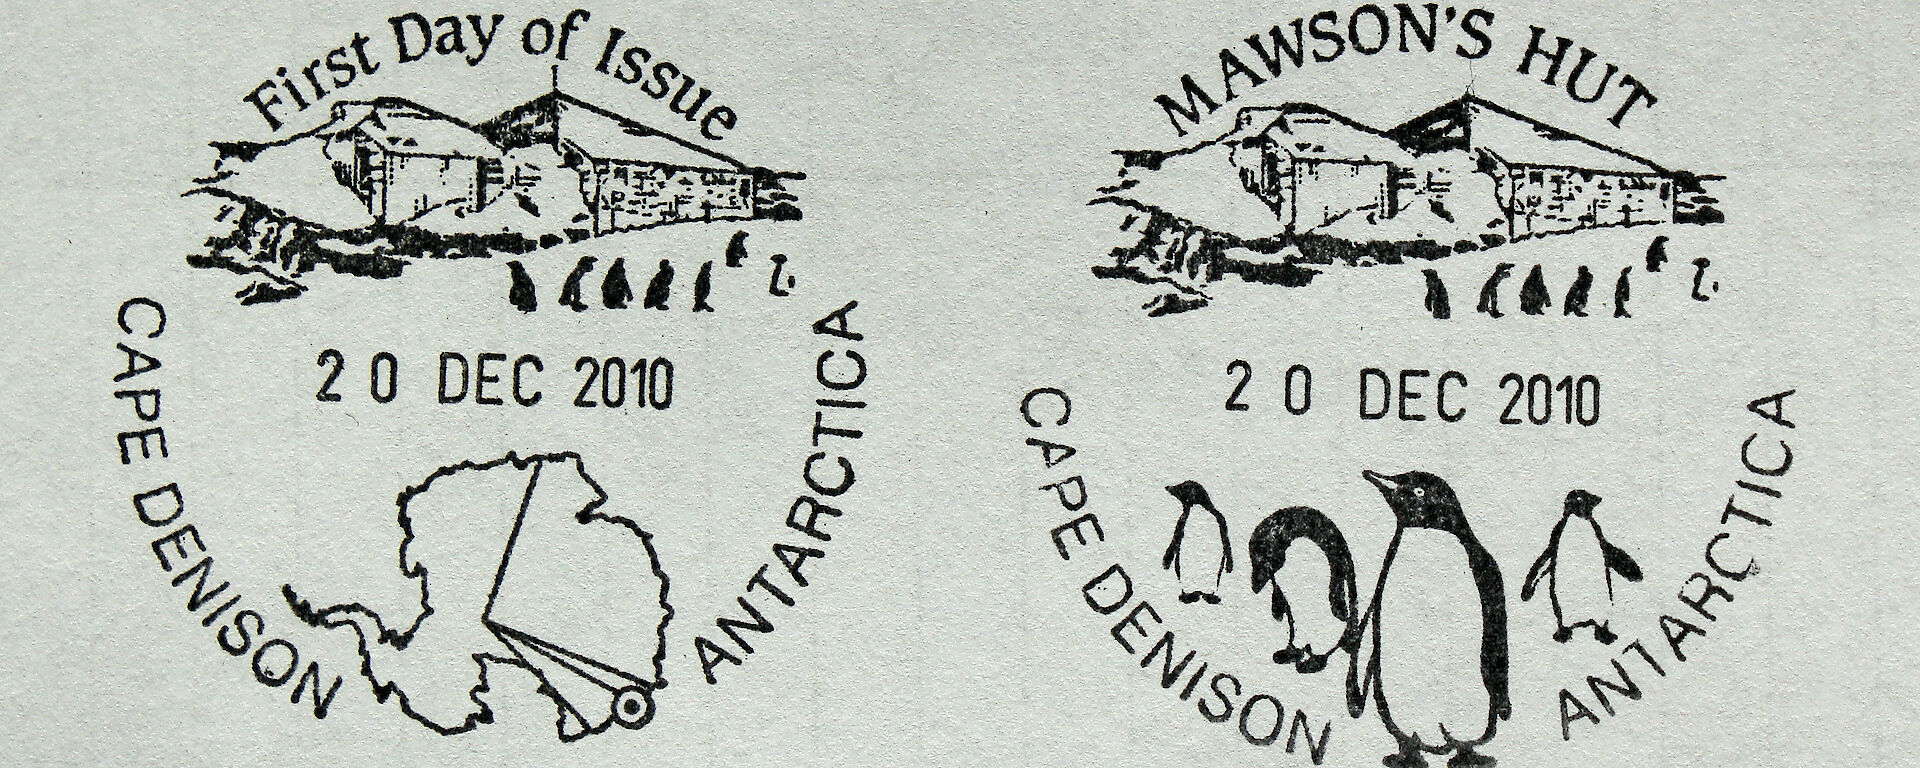 First Day of Issue
20 DEC 2010
CAPE DENISON ANTARCTICA
MAWSON'S HUT
20 DEC 2010
CAPE DENISON ANTARCTICA